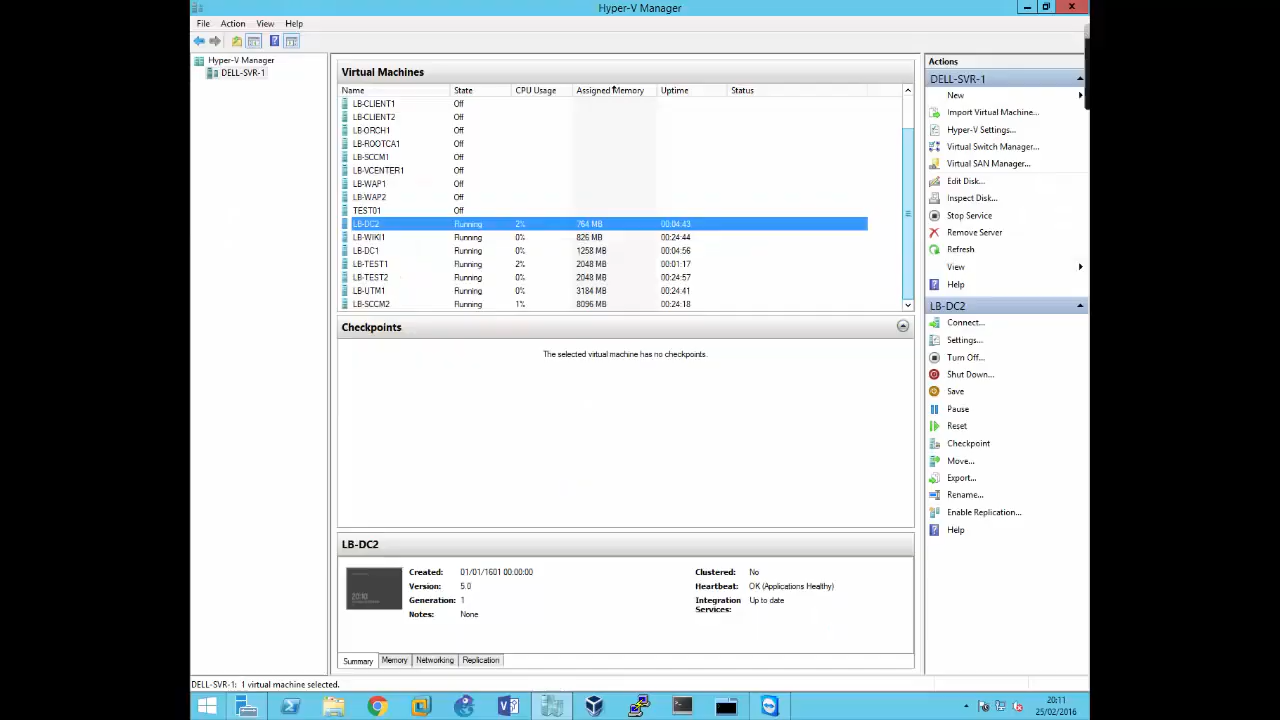 Hyper-V Manager
File Action View Help
Hyper-V Manager
DELL-SVR-1
Virtual Machines
Name State CPU Usage Assigned Memory Uptime Status
LB-CLIENT1 Off
LB-CLIENT2 Off
LB-ORCH1 Off
LB-ROOTCA1 Off
LB-SCCM1 Off
LB-VCENTER1 Off
LB-WAP1 Off
LB-WAP2 Off
TEST01 Off
LB-DC2 Running 2% 764 MB 00:04:43
LB-WIKI1 Running 0% 826 MB 00:24:44
LB-DC1 Running 0% 1258 MB 00:04:56
LB-TEST1 Running 2% 2048 MB 00:01:17
LB-TEST2 Running 0% 2048 MB 00:24:57
LB-UTM1 Running 0% 3184 MB 00:24:41
LB-SCCM2 Running 1% 8096 MB 00:24:18
Checkpoints
The selected virtual machine has no checkpoints.
LB-DC2
20:10
Created: 01/01/1601 00:00:00
Version: 5.0
Generation: 1
Notes: None
Clustered: No
Heartbeat: OK (Applications Healthy)
Integration Services: Up to date
Summary Memory Networking Replication
Actions
DELL-SVR-1
New
Import Virtual Machine...
Hyper-V Settings...
Virtual Switch Manager...
Virtual SAN Manager...
Edit Disk...
Inspect Disk...
Stop Service
Remove Server
Refresh
View
Help
LB-DC2
Connect...
Settings...
Turn Off...
Shut Down...
Save
Pause
Reset
Checkpoint
Move...
Export...
Rename...
Enable Replication...
Help
DELL-SVR-1: 1 virtual machine selected.
20:11
25/02/2016